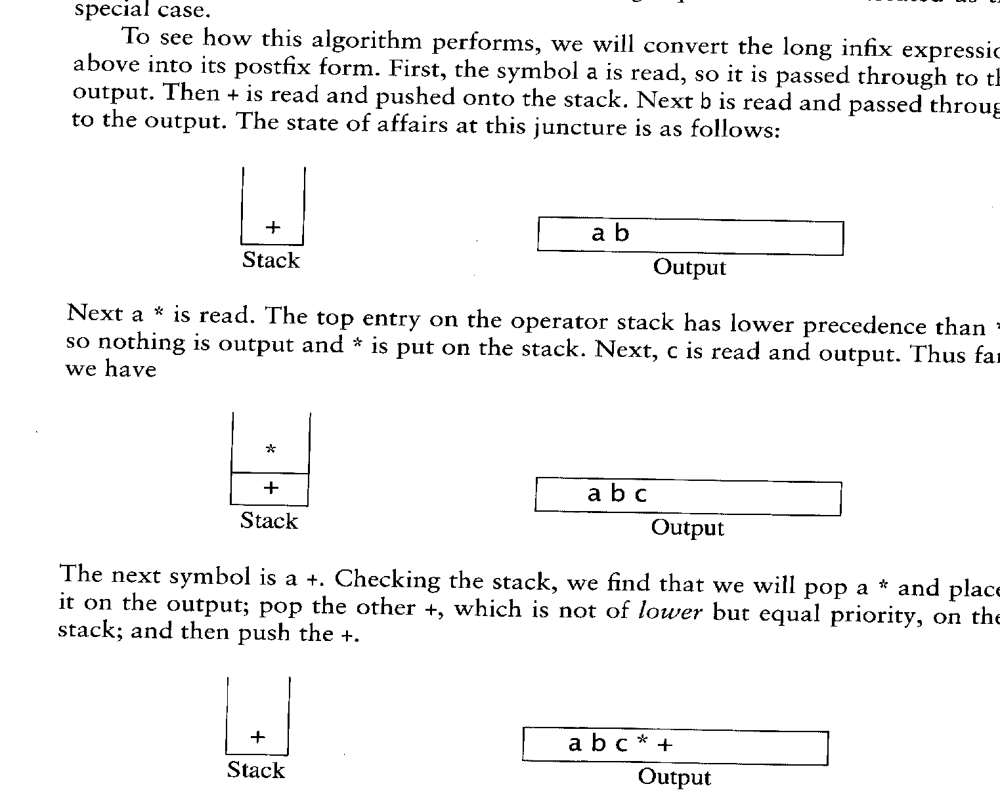 special case.
To see how this algorithm performs, we will convert the long infix
above into its postfix form. First, the symbol a is read, so it is passed through to
output. Then + is read and pushed onto the stack. Next b is read and passed
to the output. The state of affairs at this juncture is as follows:
+
Stack
a b
Output
Next a * is read. The top entry on the operator stack has lower precedence than
so nothing is output and * is put on the stack. Next, c is read and output. Thus far
we have
*
+
Stack
a b c
Output
The next symbol is a +. Checking the stack, we find that we will pop a * and place
it on the output; pop the other +, which is not of lower but equal priority, on the
stack; and then push the +.
+
Stack
a b c * +
Output